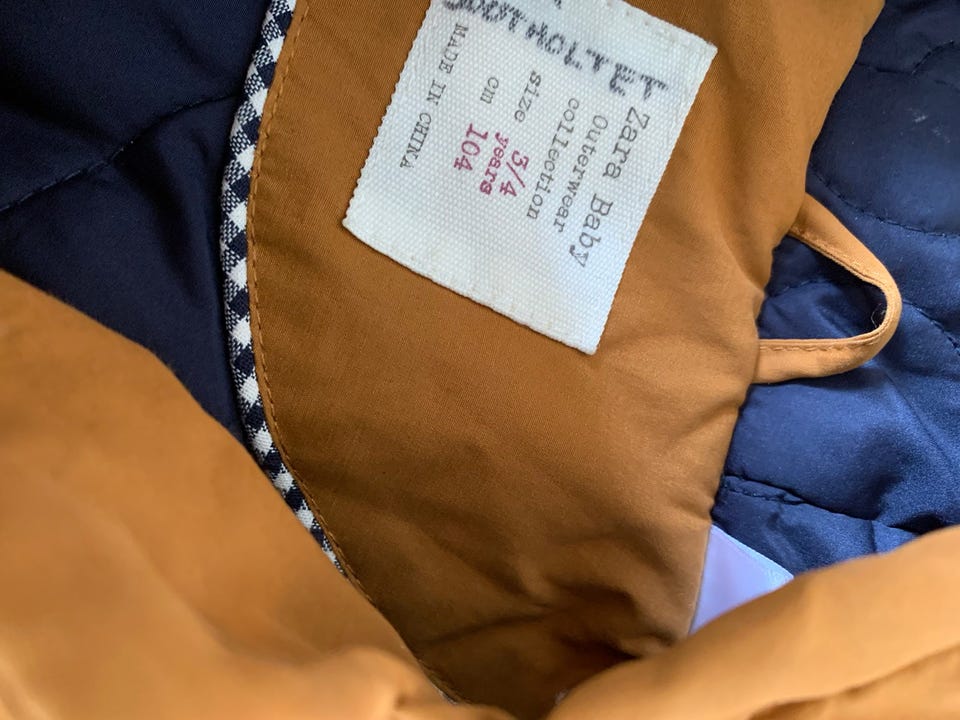 Zara Baby
Outerwear
collection
size 3/4
years
cm 104
MADE IN CHINA